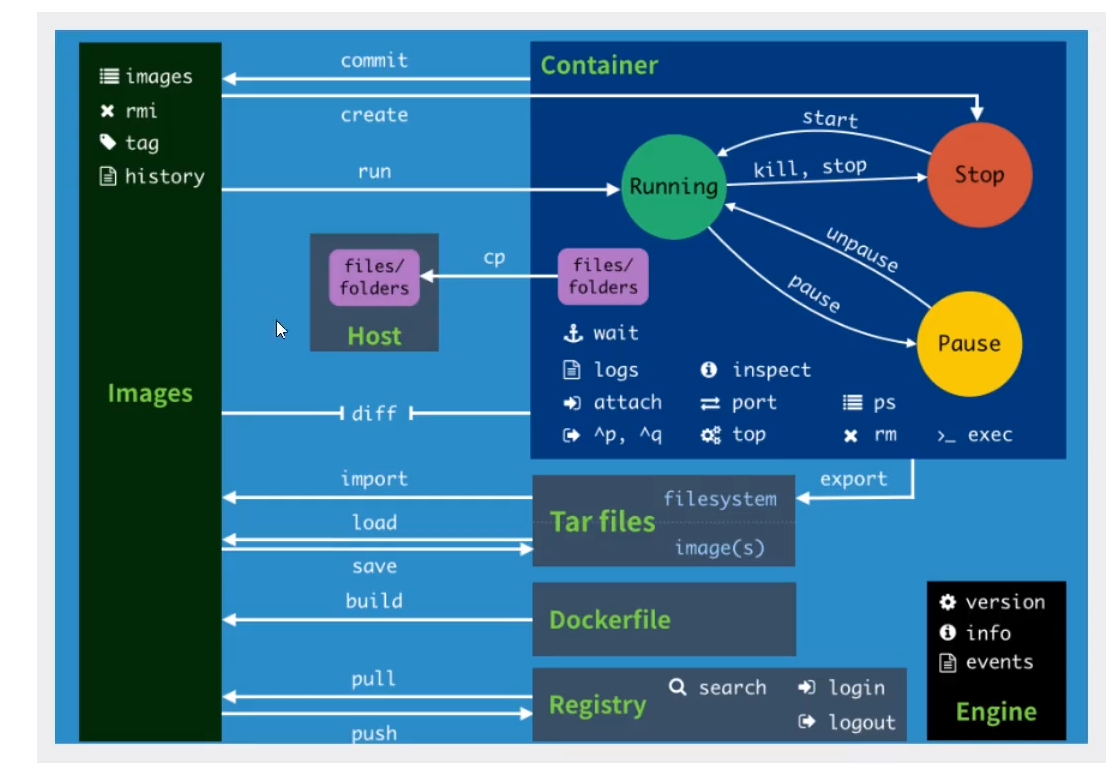 images
rmi
tag
history
Images
commit
create
run
Container
start
kill, stop
Running
Stop
unpause
pause
Pause
files/
folders
Host
cp
files/
folders
wait
logs
inspect
attach
port
ps
^p, ^q
top
rm
>_ exec
diff
import
load
save
export
filesystem
Tar files
image(s)
build
Dockerfile
pull
push
Registry
search
login
logout
version
info
events
Engine